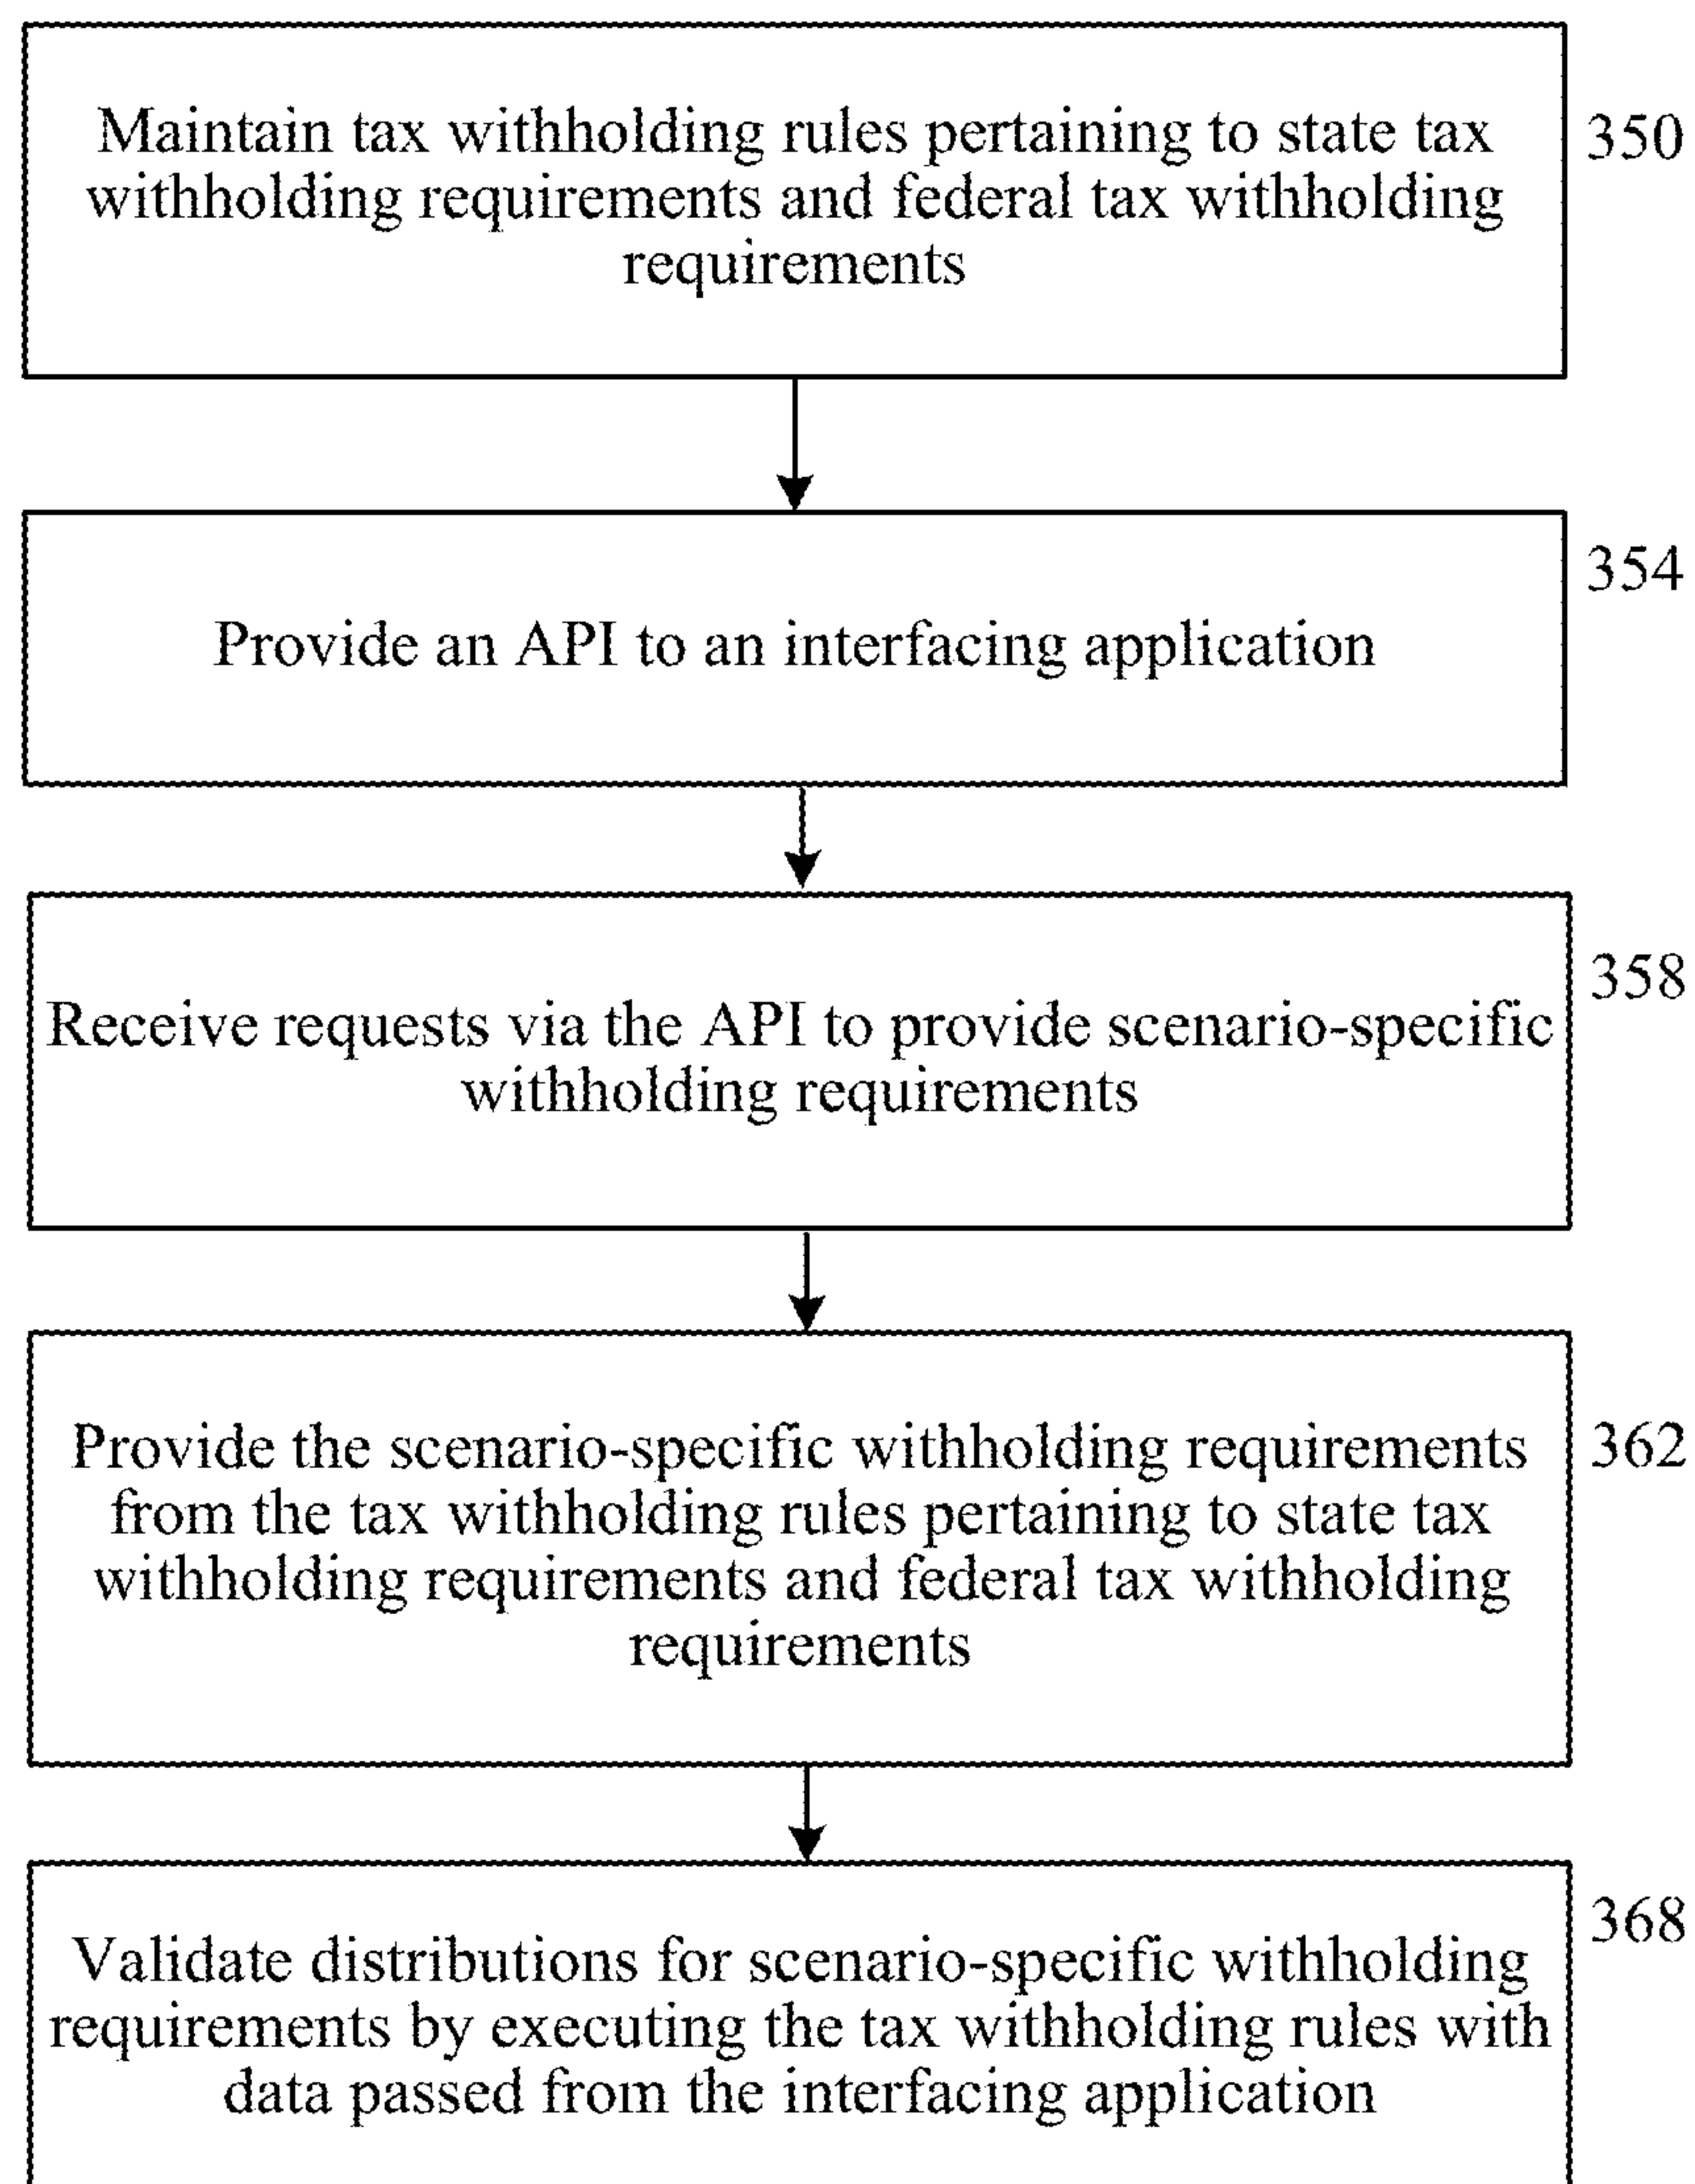 Maintain tax withholding rules pertaining to state tax
withholding requirements and federal tax withholding
requirements
350
Provide an API to an interfacing application
354
Receive requests via the API to provide scenario-specific
withholding requirements
358
Provide the scenario-specific withholding requirements
from the tax withholding rules pertaining to state tax
withholding requirements and federal tax withholding
requirements
362
Validate distributions for scenario-specific withholding
requirements by executing the tax withholding rules with
data passed from the interfacing application
368